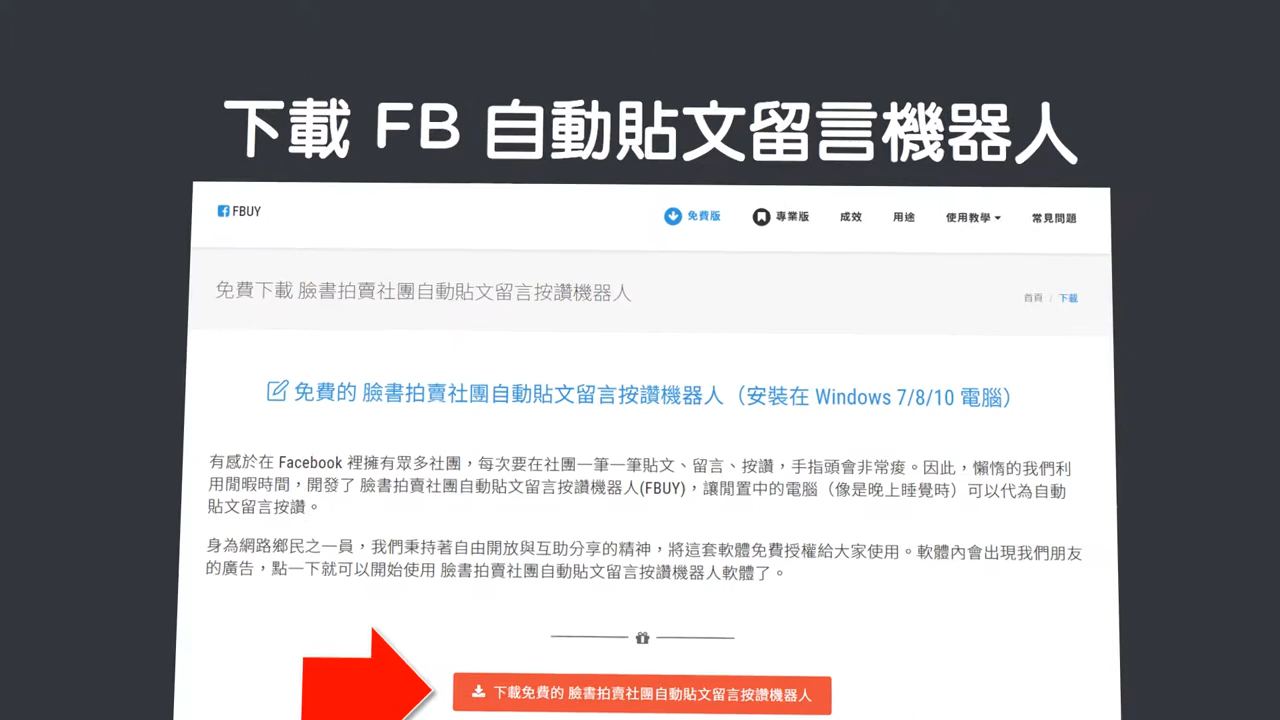 下載 FB 自動貼文留言機器人
FBUY
免費版 專業版 成效 用途 使用教學 常見問題
免費下載 臉書拍賣社團自動貼文留言按讚機器人
首頁 / 下載
免費的 臉書拍賣社團自動貼文留言按讚機器人（安裝在 Windows 7/8/10 電腦）
有感於在 Facebook 裡擁有眾多社團，每次要在社團一筆一筆貼文、留言、按讚，手指頭會非常痠。因此，懶惰的我們利
用閒暇時間，開發了 臉書拍賣社團自動貼文留言按讚機器人(FBUY)，讓閒置中的電腦（像是晚上睡覺時）可以代為自動
貼文留言按讚。
身為網路鄉民之一員，我們秉持著自由開放與互助分享的精神，將這套軟體免費授權給大家使用。軟體內會出現我們朋友
的廣告，點一下就可以開始使用 臉書拍賣社團自動貼文留言按讚機器人軟體了。
下載免費的 臉書拍賣社團自動貼文留言按讚機器人